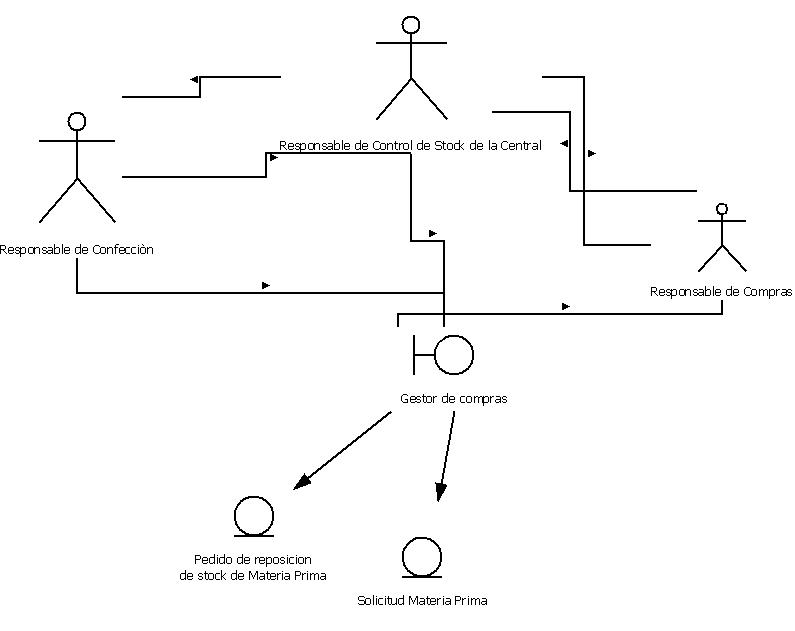 Responsable de Control de Stock de la Central
Responsable de Confecciòn
Responsable de Compras
Gestor de compras
Pedido de reposicion
de stock de Materia Prima
Solicitud Materia Prima